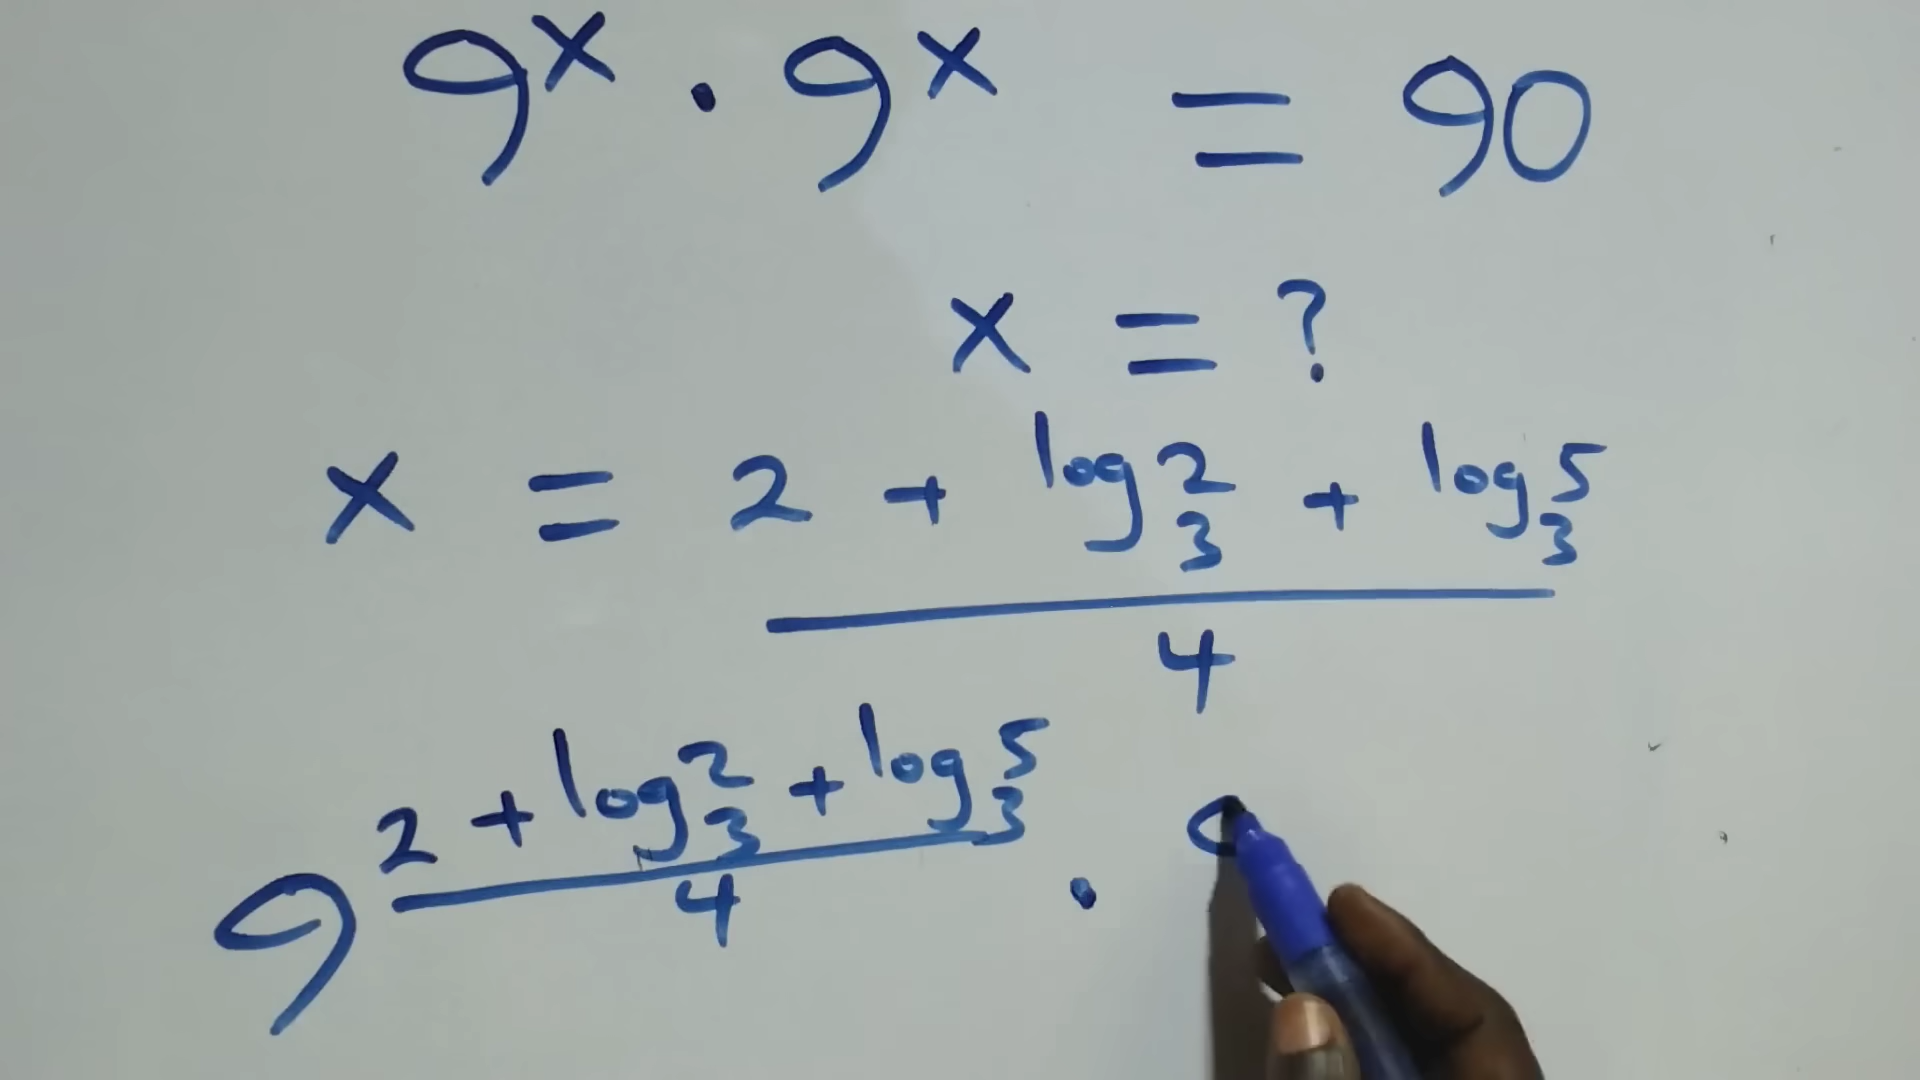 9^x · 9^x = 90
x = ?
x = (2 + log₃2 + log₃5) / 4
9^((2 + log₃2 + log₃5) / 4) ·